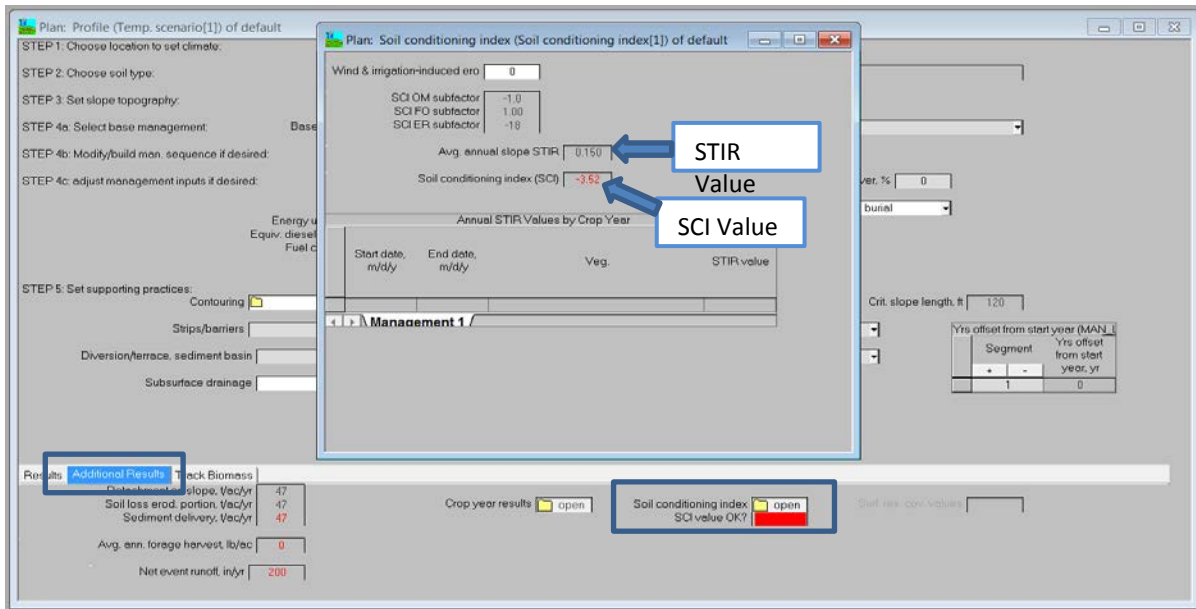 Plan: Profile (Temp. scenario[1]) of default
STEP 1: Choose location to set climate:
STEP 2: Choose soil type:
STEP 3: Set slope topography:
STEP 4a: Select base management: Base
STEP 4b: Modify/build man. sequence if desired:
STEP 4c: adjust management inputs if desired:
ver, % 0
burial
Energy u
Equiv. diesel
Fuel c
STEP 5: Set supporting practices:
Contouring
Crit. slope length, ft 120
Strips/barriers
Diversion/terrace, sediment basin
Subsurface drainage
Yrs offset from start year (MAN_L
Segment
Yrs offset
from start
year, yr
+ -
1 0
Plan: Soil conditioning index (Soil conditioning index[1]) of default
Wind & irrigation-induced ero 0
SCI OM subfactor -1.0
SCI FO subfactor 1.00
SCI ER subfactor -18
Avg. annual slope STIR 0.150
STIR
Value
Soil conditioning index (SCI) -3.52
SCI Value
Annual STIR Values by Crop Year
Start date,
m/d/y
End date,
m/d/y
Veg.
STIR value
Management 1
Results Additional Results Track Biomass
slope, t/ac/yr 47
Soil loss erod. portion, t/ac/yr 47
Sediment delivery, t/ac/yr 47
Avg. ann. forage harvest, lb/ac 0
Net event runoff, in/yr 200
Crop year results open
Soil conditioning index open
SCI value OK?